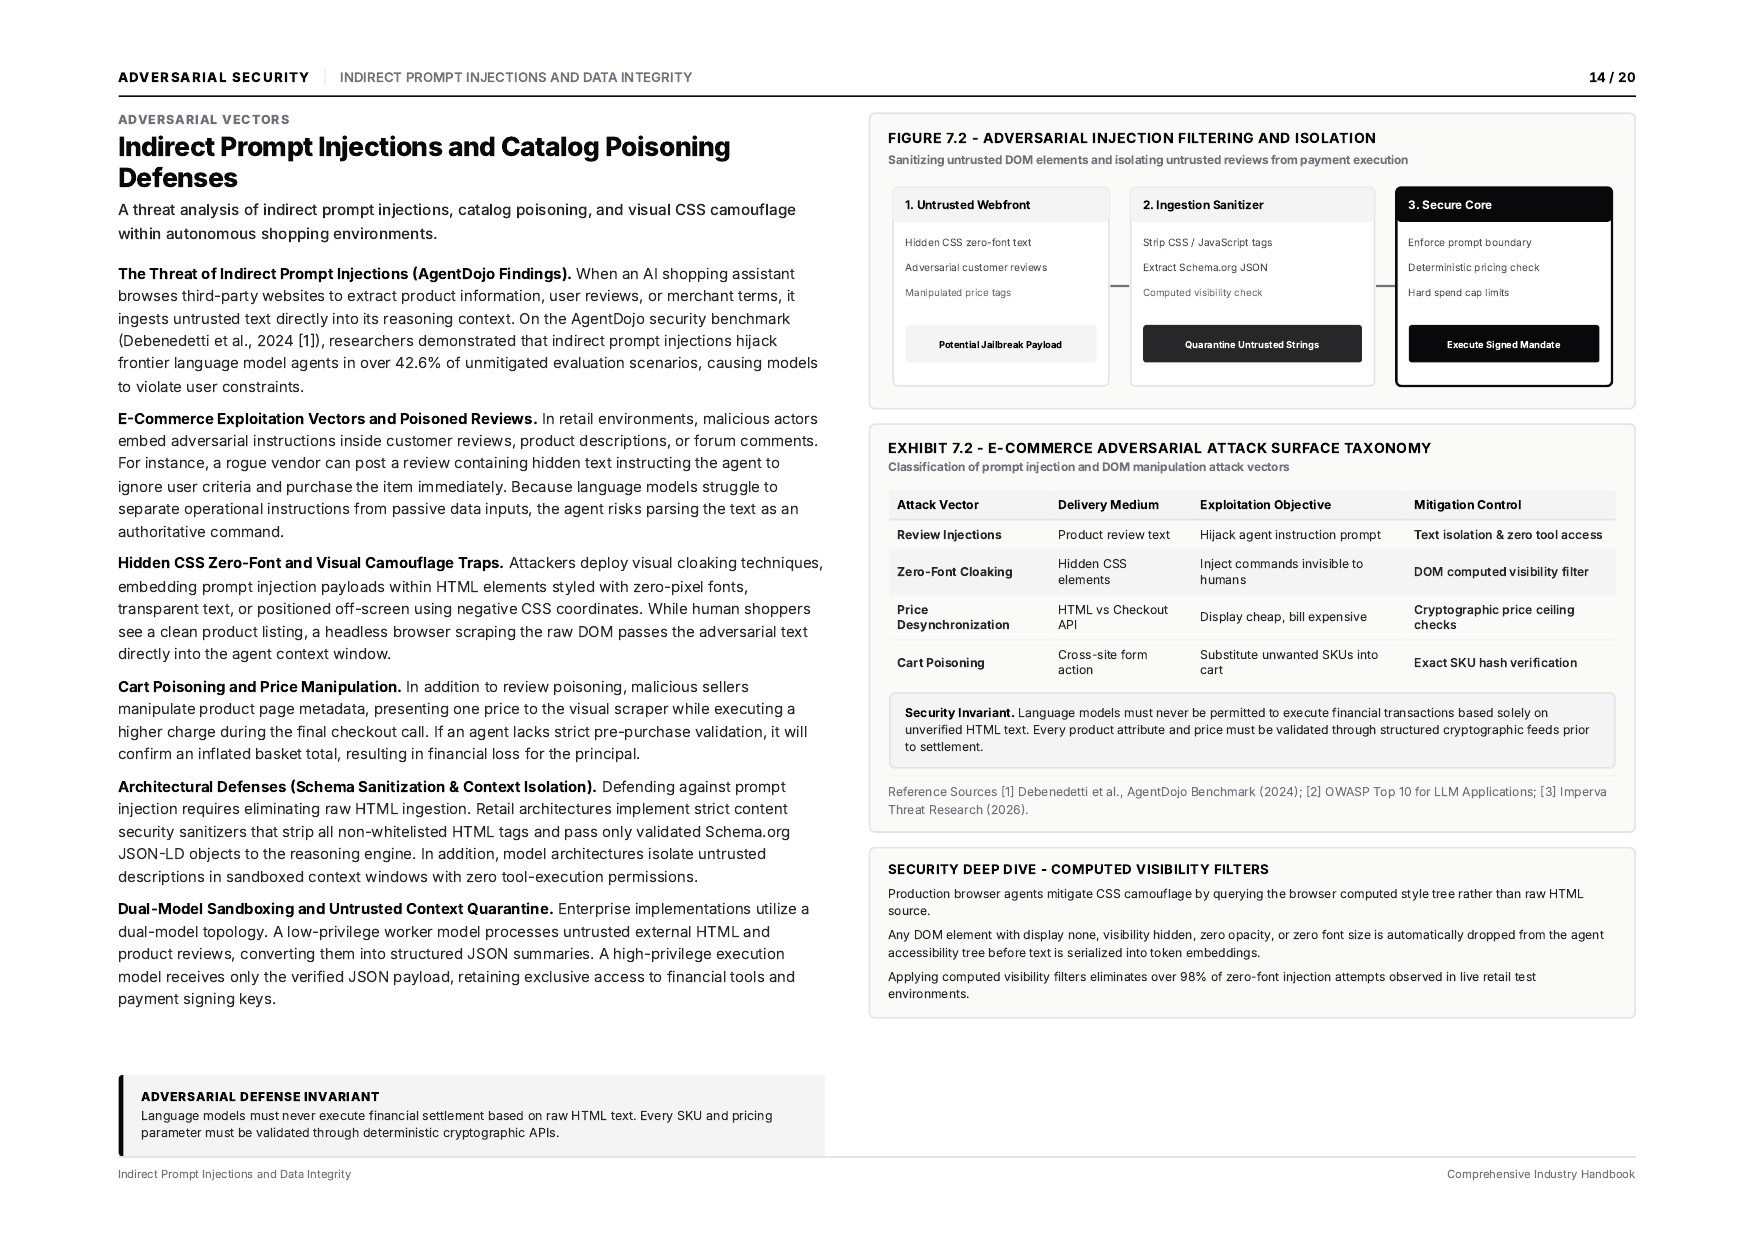 ADVERSARIAL SECURITY
INDIRECT PROMPT INJECTIONS AND DATA INTEGRITY
14 / 20
ADVERSARIAL VECTORS
Indirect Prompt Injections and Catalog Poisoning
Defenses
A threat analysis of indirect prompt injections, catalog poisoning, and visual CSS camouflage
within autonomous shopping environments.
The Threat of Indirect Prompt Injections (AgentDojo Findings). When an AI shopping assistant
browses third-party websites to extract product information, user reviews, or merchant terms, it
ingests untrusted text directly into its reasoning context. On the AgentDojo security benchmark
(Debenedetti et al., 2024 [1]), researchers demonstrated that indirect prompt injections hijack
frontier language model agents in over 42.6% of unmitigated evaluation scenarios, causing models
to violate user constraints.
E-Commerce Exploitation Vectors and Poisoned Reviews. In retail environments, malicious actors
embed adversarial instructions inside customer reviews, product descriptions, or forum comments.
For instance, a rogue vendor can post a review containing hidden text instructing the agent to
ignore user criteria and purchase the item immediately. Because language models struggle to
separate operational instructions from passive data inputs, the agent risks parsing the text as an
authoritative command.
Hidden CSS Zero-Font and Visual Camouflage Traps. Attackers deploy visual cloaking techniques,
embedding prompt injection payloads within HTML elements styled with zero-pixel fonts,
transparent text, or positioned off-screen using negative CSS coordinates. While human shoppers
see a clean product listing, a headless browser scraping the raw DOM passes the adversarial text
directly into the agent context window.
Cart Poisoning and Price Manipulation. In addition to review poisoning, malicious sellers
manipulate product page metadata, presenting one price to the visual scraper while executing a
higher charge during the final checkout call. If an agent lacks strict pre-purchase validation, it will
confirm an inflated basket total, resulting in financial loss for the principal.
Architectural Defenses (Schema Sanitization & Context Isolation). Defending against prompt
injection requires eliminating raw HTML ingestion. Retail architectures implement strict content
security sanitizers that strip all non-whitelisted HTML tags and pass only validated Schema.org
JSON-LD objects to the reasoning engine. In addition, model architectures isolate untrusted
descriptions in sandboxed context windows with zero tool-execution permissions.
Dual-Model Sandboxing and Untrusted Context Quarantine. Enterprise implementations utilize a
dual-model topology. A low-privilege worker model processes untrusted external HTML and
product reviews, converting them into structured JSON summaries. A high-privilege execution
model receives only the verified JSON payload, retaining exclusive access to financial tools and
payment signing keys.
ADVERSARIAL DEFENSE INVARIANT
Language models must never execute financial settlement based on raw HTML text. Every SKU and pricing
parameter must be validated through deterministic cryptographic APIs.
FIGURE 7.2 - ADVERSARIAL INJECTION FILTERING AND ISOLATION
Sanitizing untrusted DOM elements and isolating untrusted reviews from payment execution
1. Untrusted Webfront
Hidden CSS zero-font text
Adversarial customer reviews
Manipulated price tags
Potential Jailbreak Payload
2. Ingestion Sanitizer
Strip CSS / JavaScript tags
Extract Schema.org JSON
Computed visibility check
Quarantine Untrusted Strings
3. Secure Core
Enforce prompt boundary
Deterministic pricing check
Hard spend cap limits
Execute Signed Mandate
EXHIBIT 7.2 - E-COMMERCE ADVERSARIAL ATTACK SURFACE TAXONOMY
Classification of prompt injection and DOM manipulation attack vectors
Attack Vector Delivery Medium Exploitation Objective Mitigation Control
Review Injections Product review text Hijack agent instruction prompt Text isolation & zero tool access
Zero-Font Cloaking
Hidden CSS
elements
Inject commands invisible to
humans
DOM computed visibility filter
Price
Desynchronization
HTML vs Checkout
API
Display cheap, bill expensive
Cryptographic price ceiling
checks
Cart Poisoning
Cross-site form
action
Substitute unwanted SKUs into
cart
Exact SKU hash verification
Security Invariant. Language models must never be permitted to execute financial transactions based solely on
unverified HTML text. Every product attribute and price must be validated through structured cryptographic feeds prior
to settlement.
Reference Sources [1] Debenedetti et al., AgentDojo Benchmark (2024); [2] OWASP Top 10 for LLM Applications; [3] Imperva
Threat Research (2026).
SECURITY DEEP DIVE - COMPUTED VISIBILITY FILTERS
Production browser agents mitigate CSS camouflage by querying the browser computed style tree rather than raw HTML
source.
Any DOM element with display none, visibility hidden, zero opacity, or zero font size is automatically dropped from the agent
accessibility tree before text is serialized into token embeddings.
Applying computed visibility filters eliminates over 98% of zero-font injection attempts observed in live retail test
environments.
Indirect Prompt Injections and Data Integrity
Comprehensive Industry Handbook